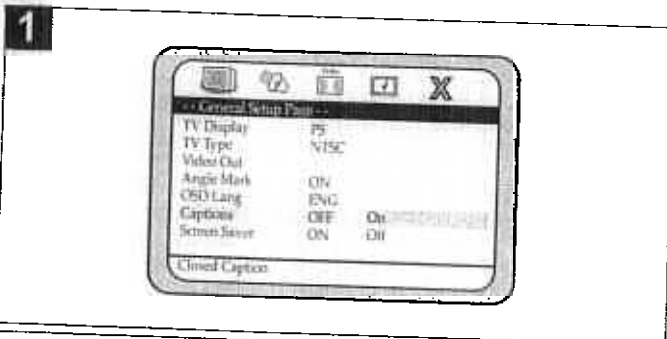 1
-- General Setup Page --
TV Display PS
TV Type NTSC
Video Out
Angle Mark ON
OSD Lang ENG
Captions OFF On
Screen Saver ON Off
Closed Caption